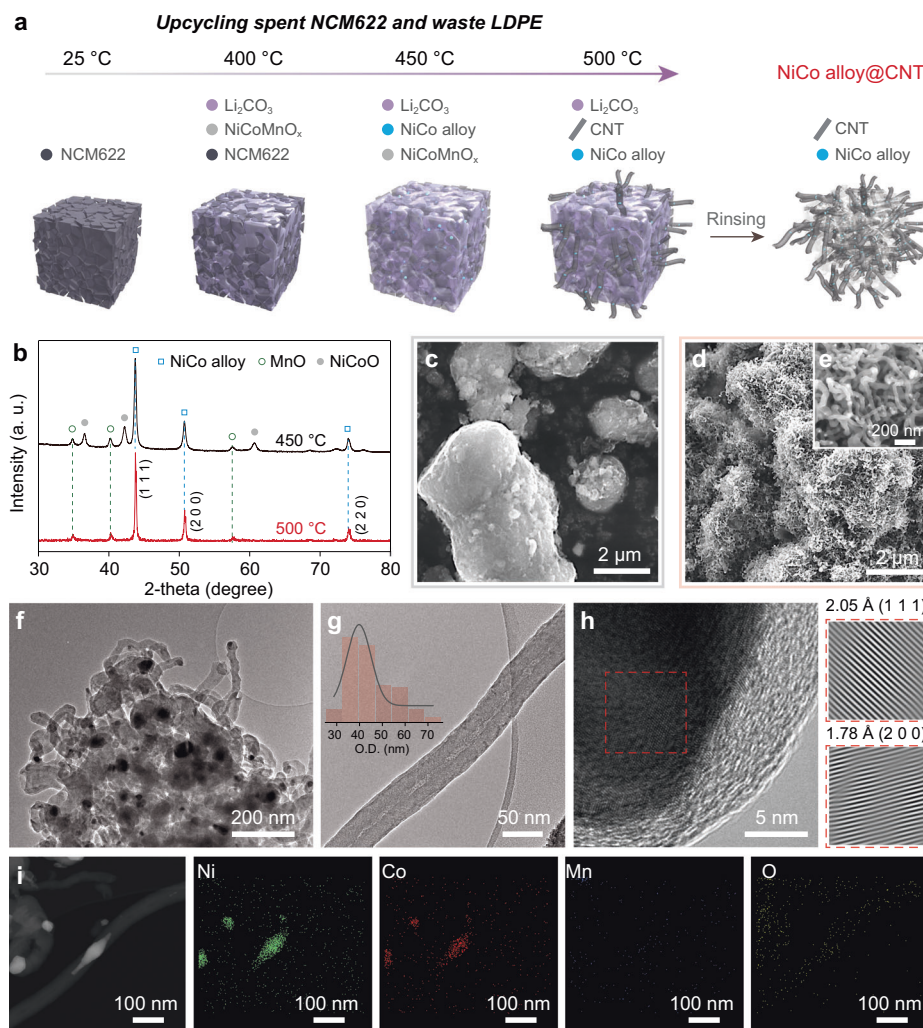 a
Upcycling spent NCM622 and waste LDPE
25 °C 400 °C 450 °C 500 °C NiCo alloy@CNT
Li₂CO₃ Li₂CO₃ Li₂CO₃
NiCoMnOₓ NiCo alloy CNT CNT
NCM622 NCM622 NiCoMnOₓ NiCo alloy NiCo alloy
Rinsing
b
NiCo alloy MnO NiCoO
450 °C
(1 1 1)
(2 0 0)
(2 2 0)
500 °C
Intensity (a. u.)
30 40 50 60 70 80
2-theta (degree)
c
2 µm
d
2 µm
e
200 nm
f
200 nm
g
30 40 50 60 70
O.D. (nm)
50 nm
h
5 nm
2.05 Å (1 1 1)
1.78 Å (2 0 0)
i
100 nm
Ni
100 nm
Co
100 nm
Mn
100 nm
O
100 nm